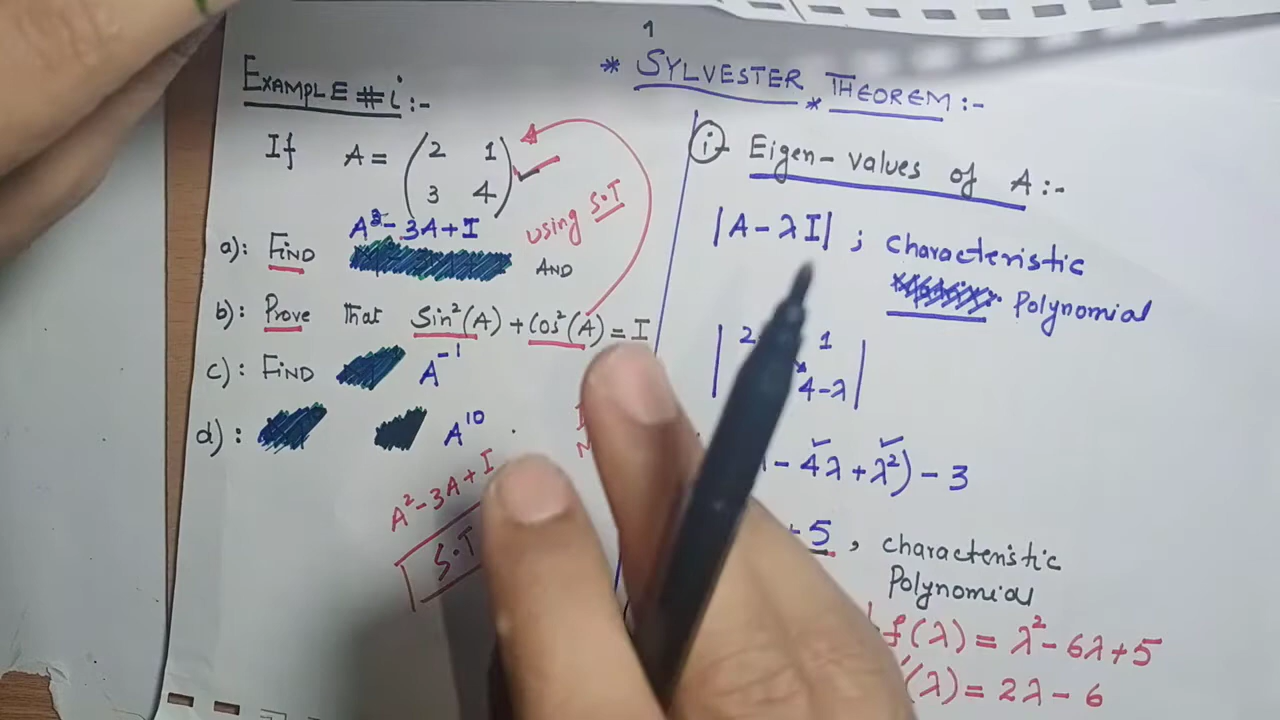 1
EXAMPLE #i:-
If A = (2 1
3 4)
A²- 3A + I using S.T
a): FIND AND
b): Prove that Sin²(A) + Cos²(A) = I
c): FIND A⁻¹
d): A¹⁰
A²-3A+I
S.T
* SYLVESTER * THEOREM:-
i- Eigen-values of A:-
|A - λI| ; Characteristic
Polynomial
| 2 1
4-λ |
- 4λ + λ²) - 3
5 , characteristic
Polynomial
f(λ) = λ² - 6λ + 5
'(λ) = 2λ - 6